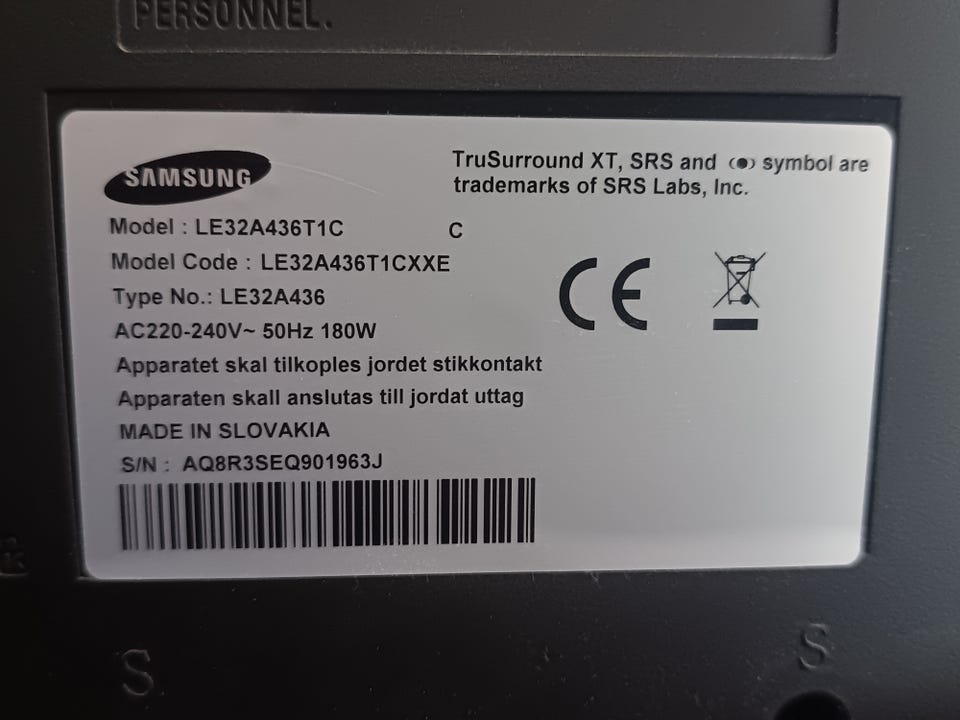 PERSONNEL.
SAMSUNG
TruSurround XT, SRS and (●) symbol are
trademarks of SRS Labs, Inc.
Model : LE32A436T1C C
Model Code : LE32A436T1CXXE
Type No.: LE32A436
AC220-240V~ 50Hz 180W
Apparatet skal tilkoples jordet stikkontakt
Apparaten skall anslutas till jordat uttag
MADE IN SLOVAKIA
S/N : AQ8R3SEQ901963J
CE
S
S